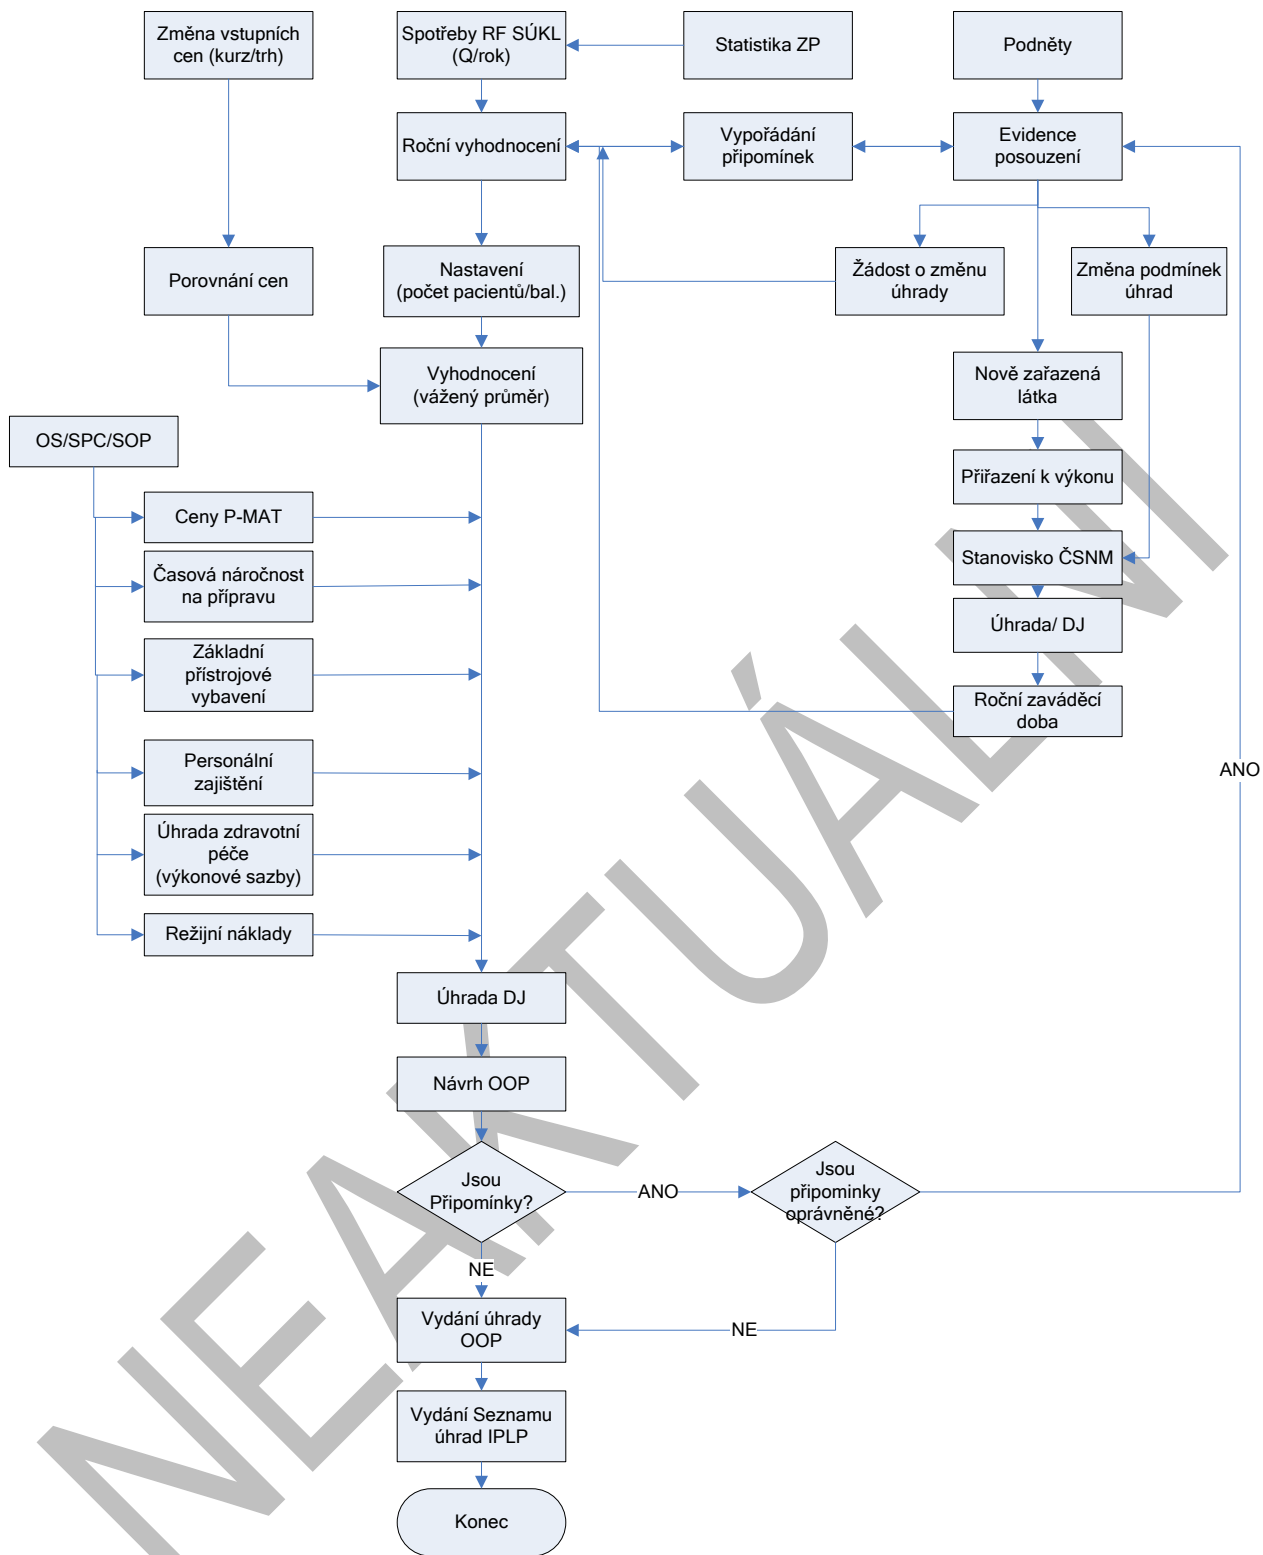 Změna vstupních
cen (kurz/trh)
Spotřeby RF SÚKL
(Q/rok)
Statistika ZP
Podněty
Roční vyhodnocení
Vypořádání
připomínek
Evidence
posouzení
Porovnání cen
Nastavení
(počet pacientů/bal.)
Žádost o změnu
úhrady
Změna podmínek
úhrad
Vyhodnocení
(vážený průměr)
Nově zařazená
látka
OS/SPC/SOP
Přiřazení k výkonu
Ceny P-MAT
Stanovisko ČSNM
Časová náročnost
na přípravu
Úhrada/ DJ
Základní
přístrojové
vybavení
Roční zaváděcí
doba
ANO
Personální
zajištění
Úhrada zdravotní
péče
(výkonové sazby)
Režijní náklady
Úhrada DJ
Návrh OOP
Jsou
Připomínky?
ANO
Jsou
připominky
oprávněné?
NE
Vydání úhrady
OOP
NE
Vydání Seznamu
úhrad IPLP
Konec
NEAKTUÁLNÍ